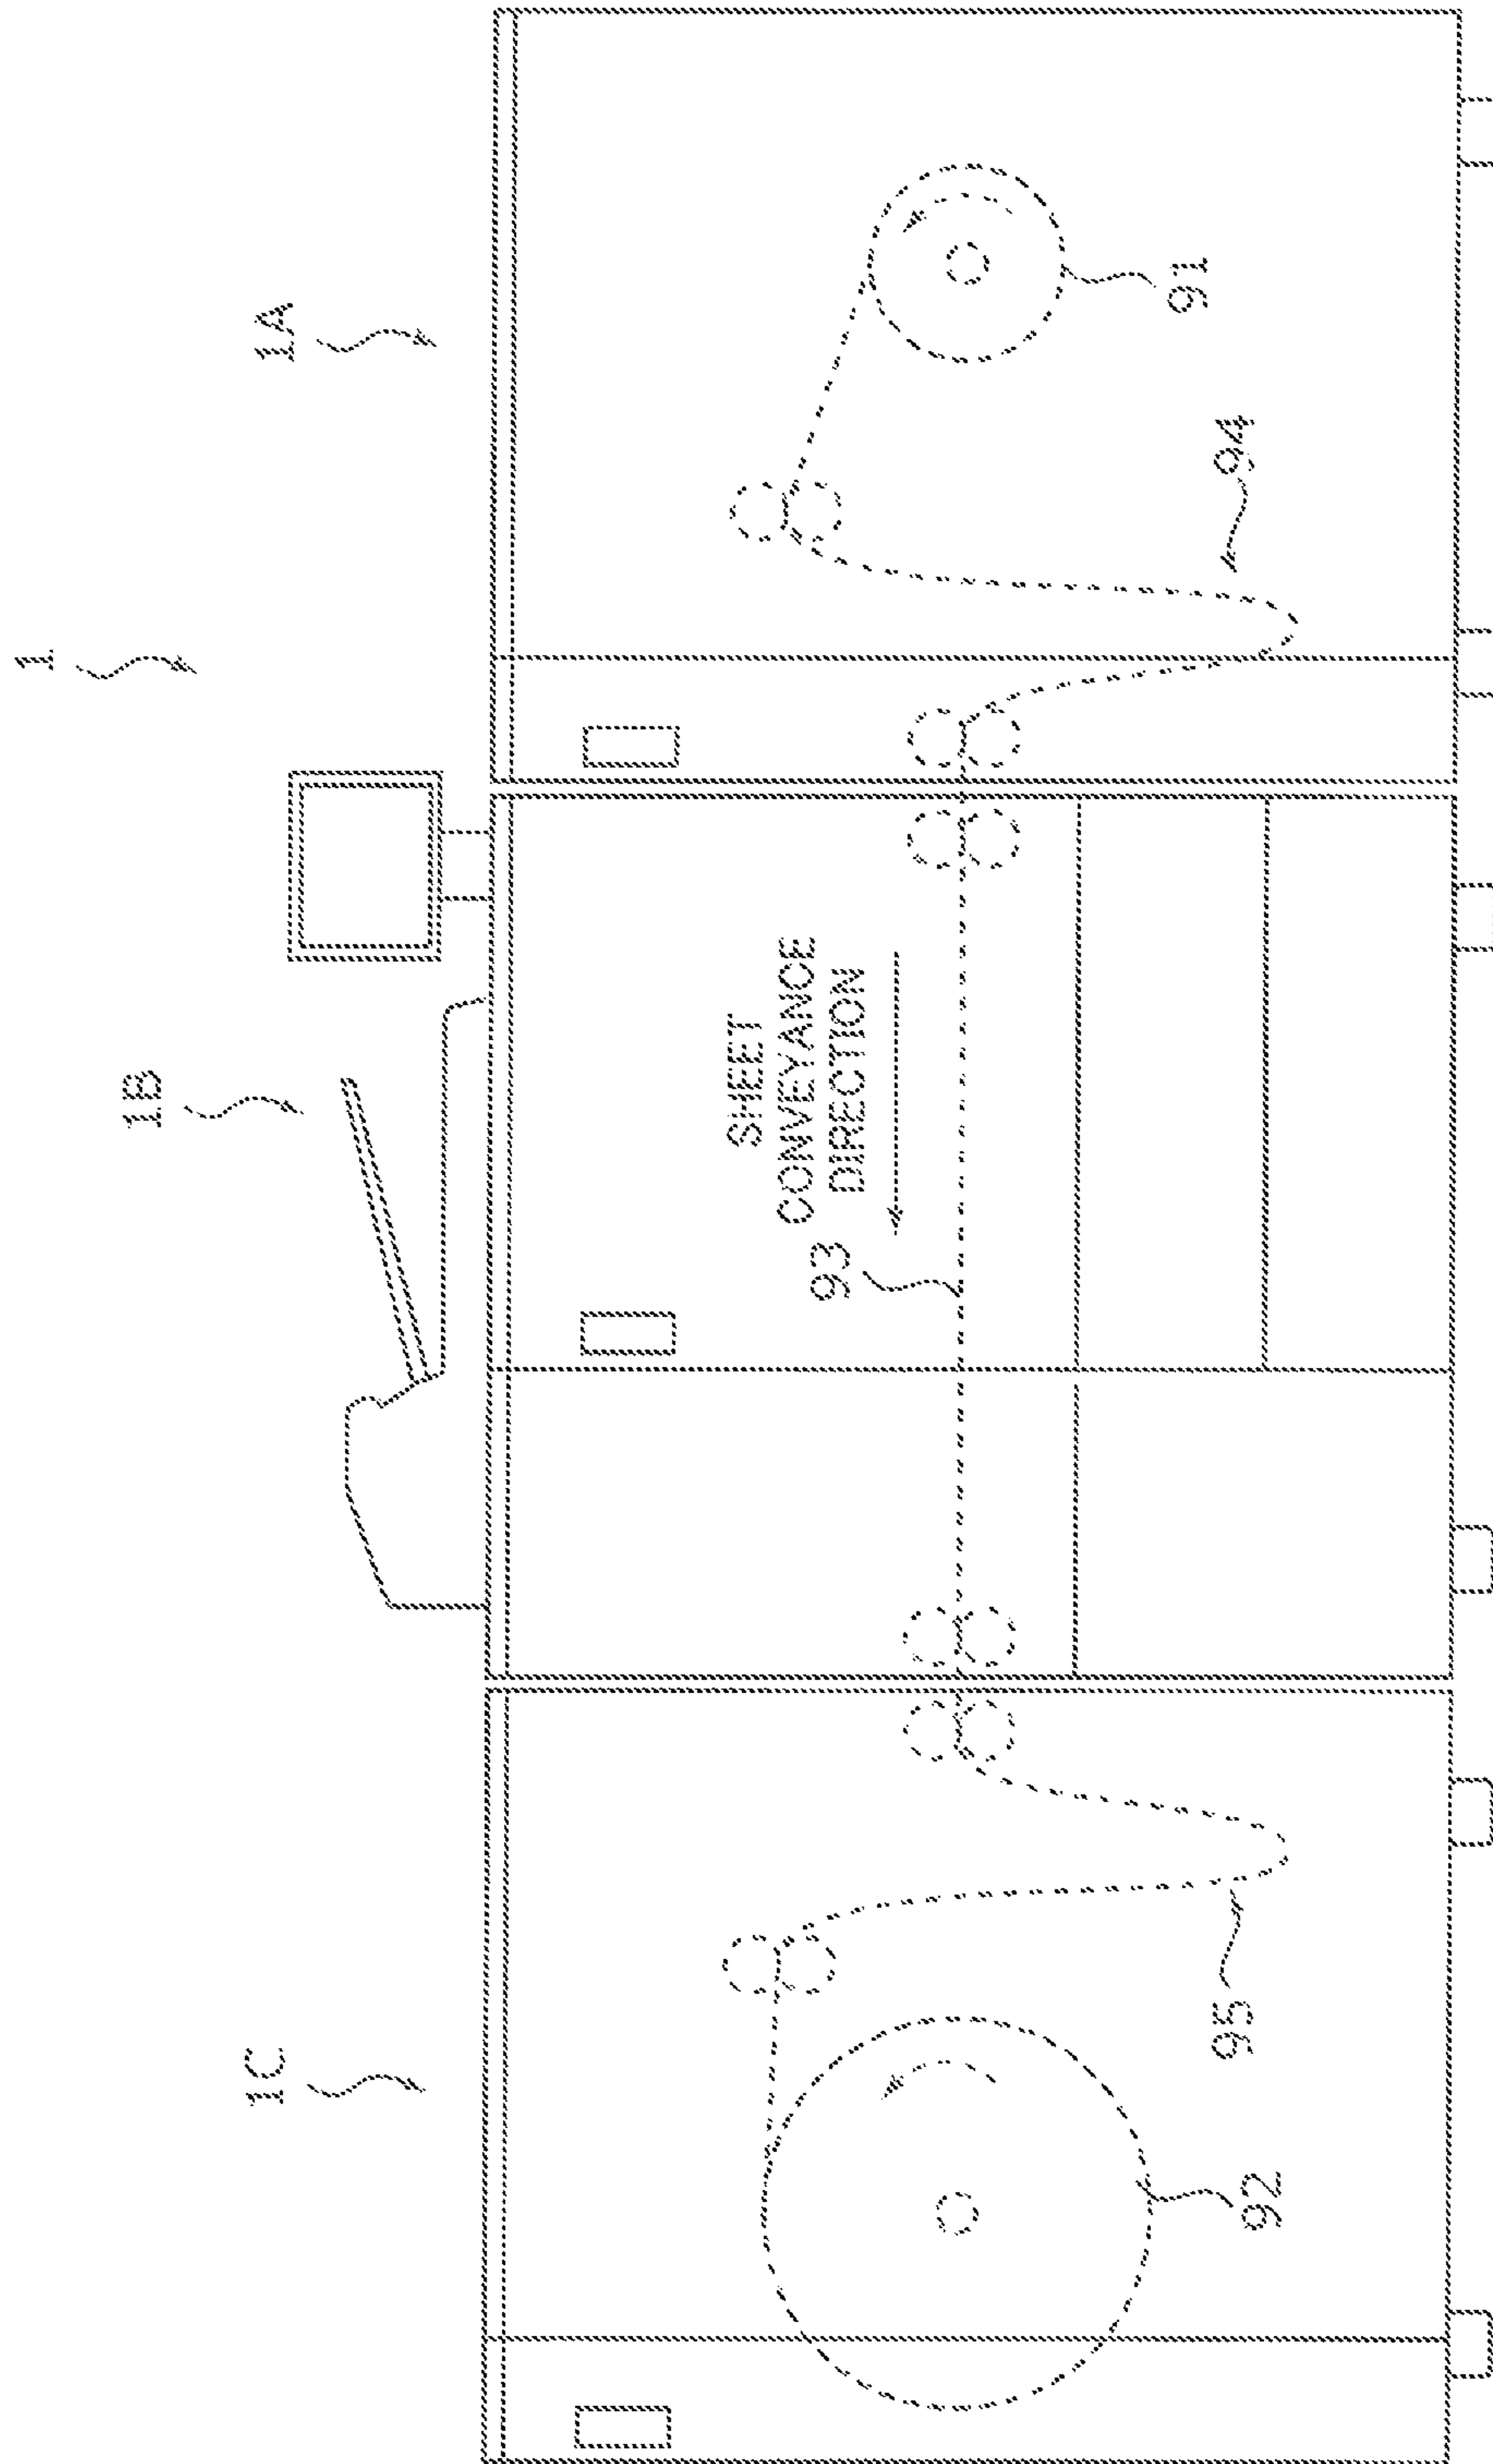 1
1B
1C
1A
SHEET
CONVEYANCE
DIRECTION
93
91
95
94
92